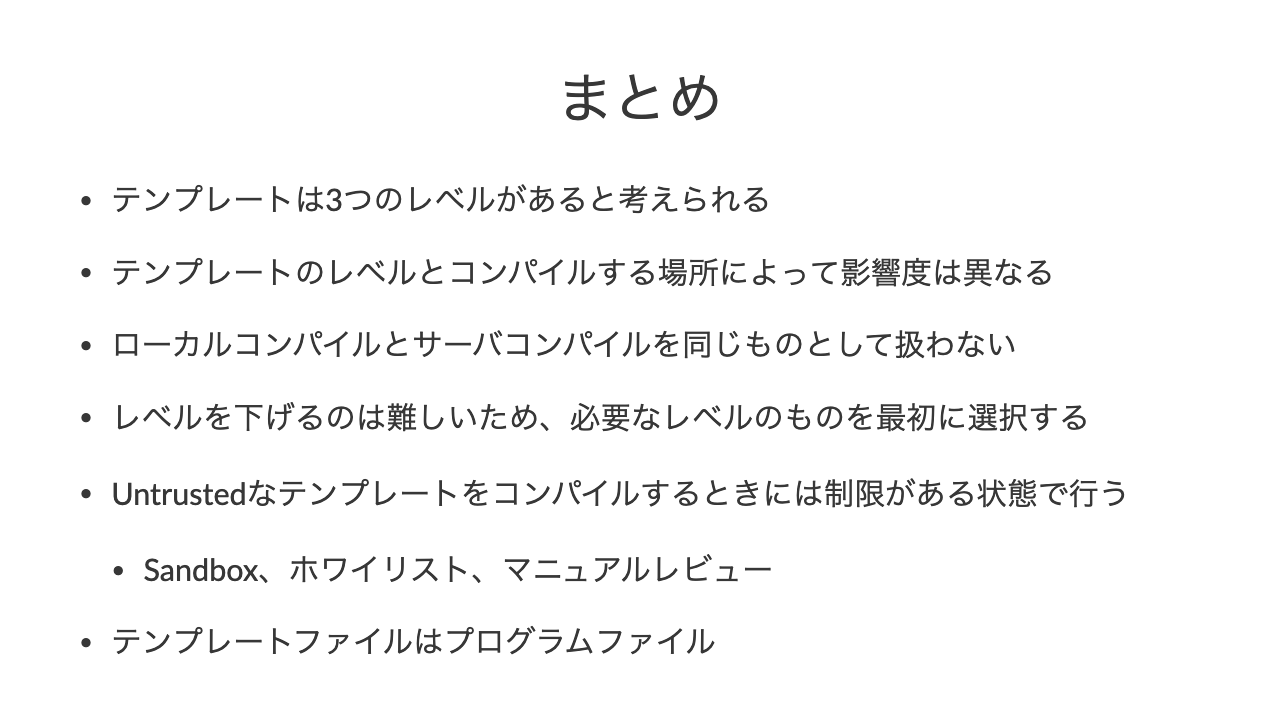 まとめ
• テンプレートは3つのレベルがあると考えられる
• テンプレートのレベルとコンパイルする場所によって影響度は異なる
• ローカルコンパイルとサーバコンパイルを同じものとして扱わない
• レベルを下げるのは難しいため、必要なレベルのものを最初に選択する
• Untrustedなテンプレートをコンパイルするときには制限がある状態で行う
• Sandbox、ホワイリスト、マニュアルレビュー
• テンプレートファイルはプログラムファイル